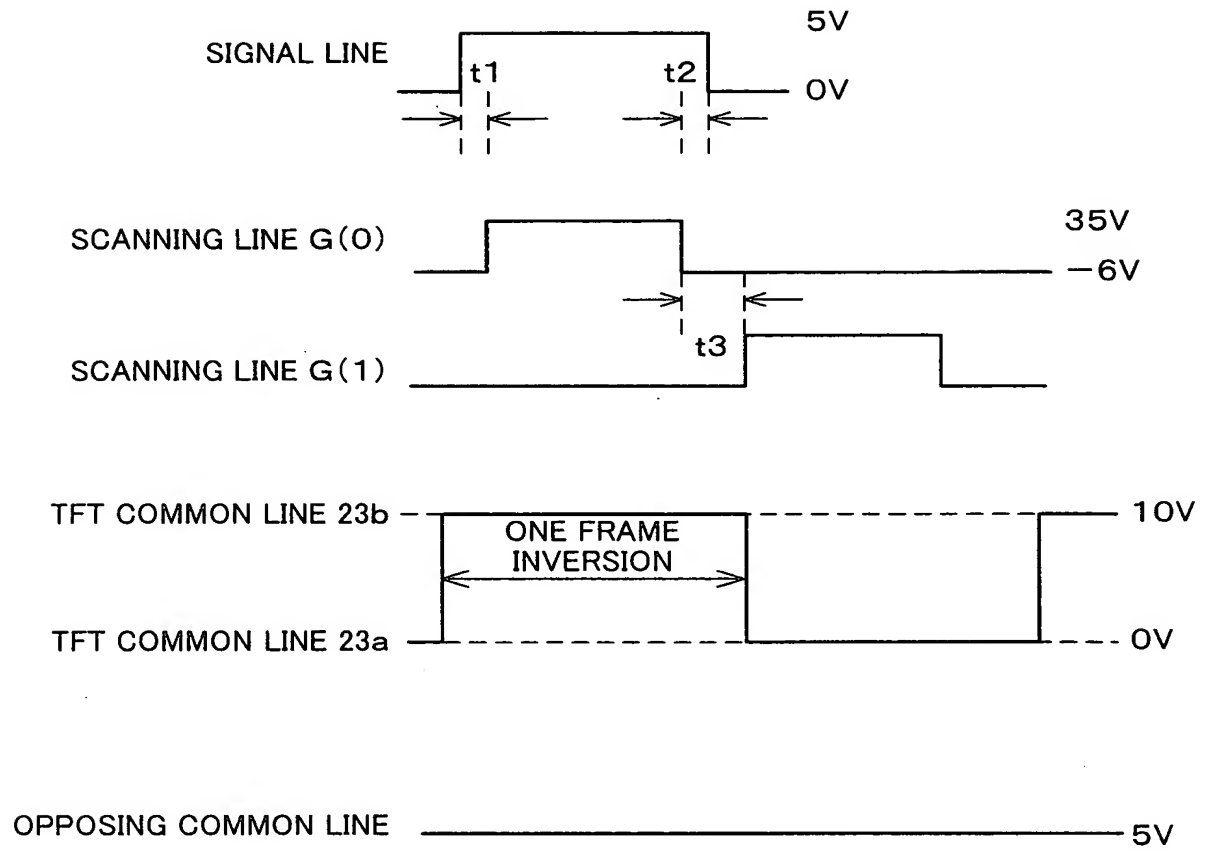 5V
SIGNAL LINE
t1
t2
0V
SCANNING LINE G(0)
35V
−6V
t3
SCANNING LINE G(1)
TFT COMMON LINE 23b
10V
ONE FRAME
INVERSION
TFT COMMON LINE 23a
0V
OPPOSING COMMON LINE
5V